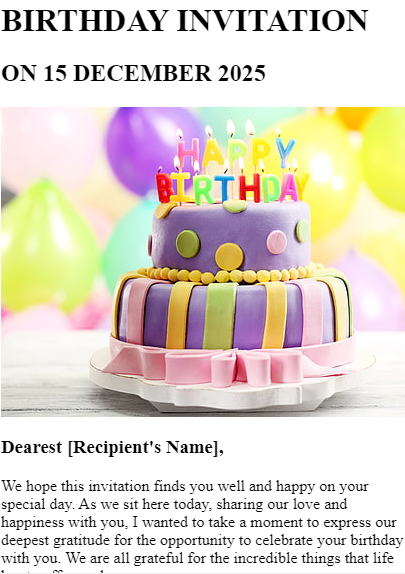 BIRTHDAY INVITATION
ON 15 DECEMBER 2025
HAPPY
BIRTHDAY
Dearest [Recipient's Name],
We hope this invitation finds you well and happy on your
special day. As we sit here today, sharing our love and
happiness with you, I wanted to take a moment to express our
deepest gratitude for the opportunity to celebrate your birthday
with you. We are all grateful for the incredible things that life